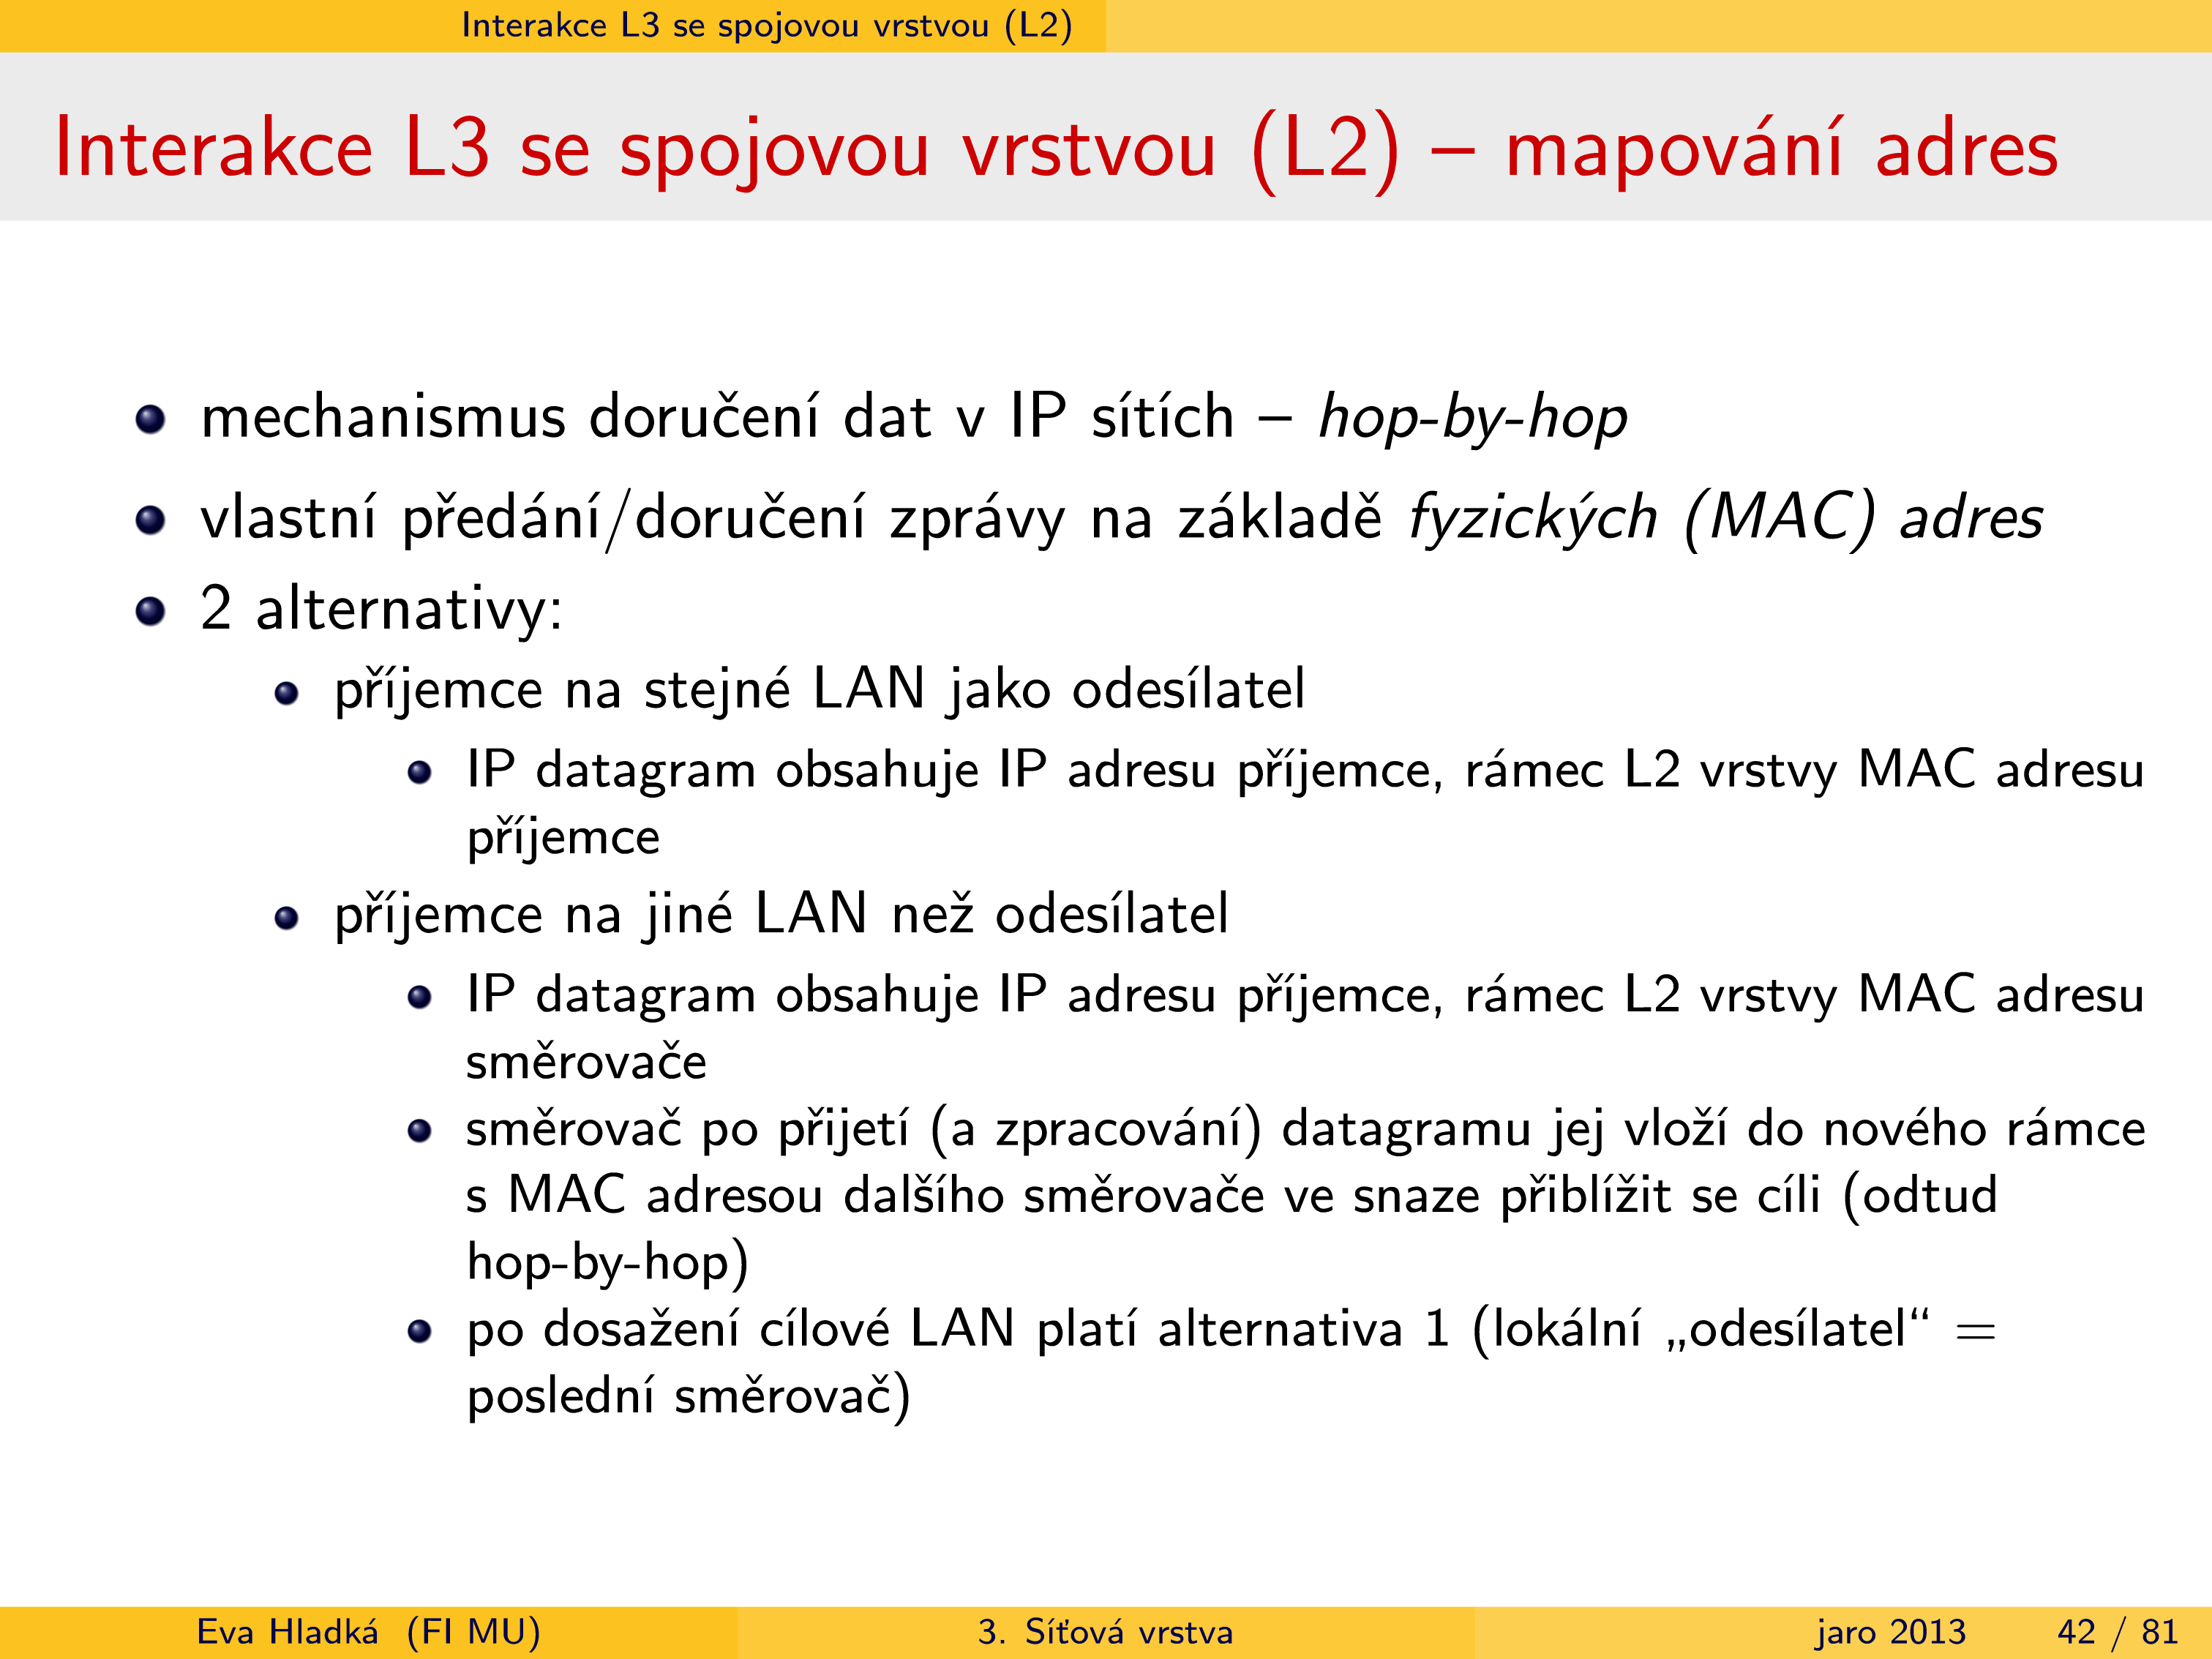 Interakce L3 se spojovou vrstvou (L2)
Interakce L3 se spojovou vrstvou (L2) – mapování adres
mechanismus doručení dat v IP sítích – hop-by-hop
vlastní předání/doručení zprávy na základě fyzických (MAC) adres
2 alternativy:
příjemce na stejné LAN jako odesílatel
IP datagram obsahuje IP adresu příjemce, rámec L2 vrstvy MAC adresu
příjemce
příjemce na jiné LAN než odesílatel
IP datagram obsahuje IP adresu příjemce, rámec L2 vrstvy MAC adresu
směrovače
směrovač po přijetí (a zpracování) datagramu jej vloží do nového rámce
s MAC adresou dalšího směrovače ve snaze přiblížit se cíli (odtud
hop-by-hop)
po dosažení cílové LAN platí alternativa 1 (lokální „odesílatel“ =
poslední směrovač)
Eva Hladká (FI MU) 3. Síťová vrstva jaro 2013 42 / 81